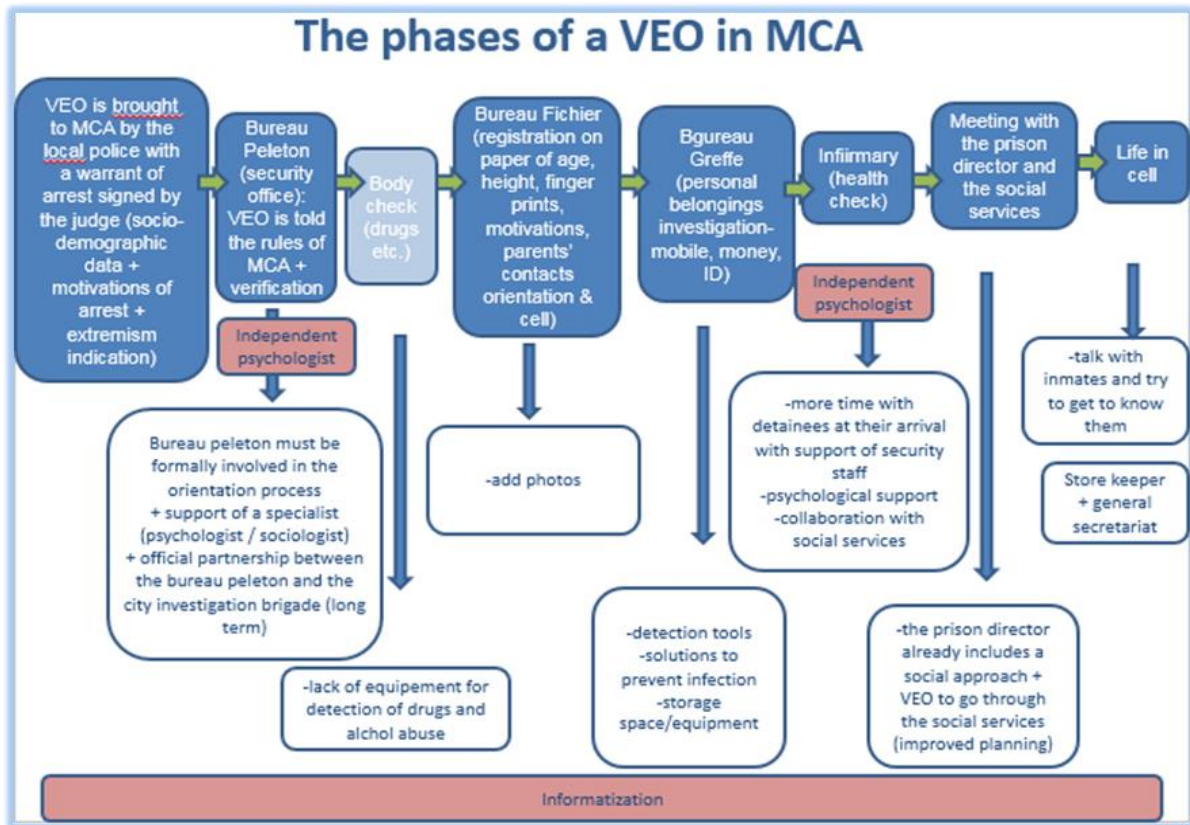 The phases of a VEO in MCA
VEO is brought
to MCA by the
local police with
a warrant of
arrest signed by
the judge (socio-
demographic
data +
motivations of
arrest +
extremism
indication)
Bureau
Peleton
(security
office):
VEO is told
the rules of
MCA +
verification
Body
check
(drugs
etc.)
Bureau Fichier
(registration on
paper of age,
height, finger
prints,
motivations,
parents'
contacts
orientation &
cell)
Bgureau
Greffe
(personal
belongings
investigation-
mobile, money,
ID)
Infiirmary
(health
check)
Meeting with
the prison
director and
the social
services
Life in
cell
Independent
psychologist
Independent
psychologist
Bureau peleton must be
formally involved in the
orientation process
+ support of a specialist
(psychologist / sociologist)
+ official partnership between
the bureau peleton and the
city investigation brigade (long
term)
-lack of equipement for
detection of drugs and
alchol abuse
-add photos
-detection tools
-solutions to
prevent infection
-storage
space/equipment
-more time with
detainees at their arrival
with support of security
staff
-psychological support
-collaboration with
social services
-the prison director
already includes a
social approach +
VEO to go through
the social services
(improved planning)
-talk with
inmates and try
to get to know
them
Store keeper
+ general
secretariat
Informatization